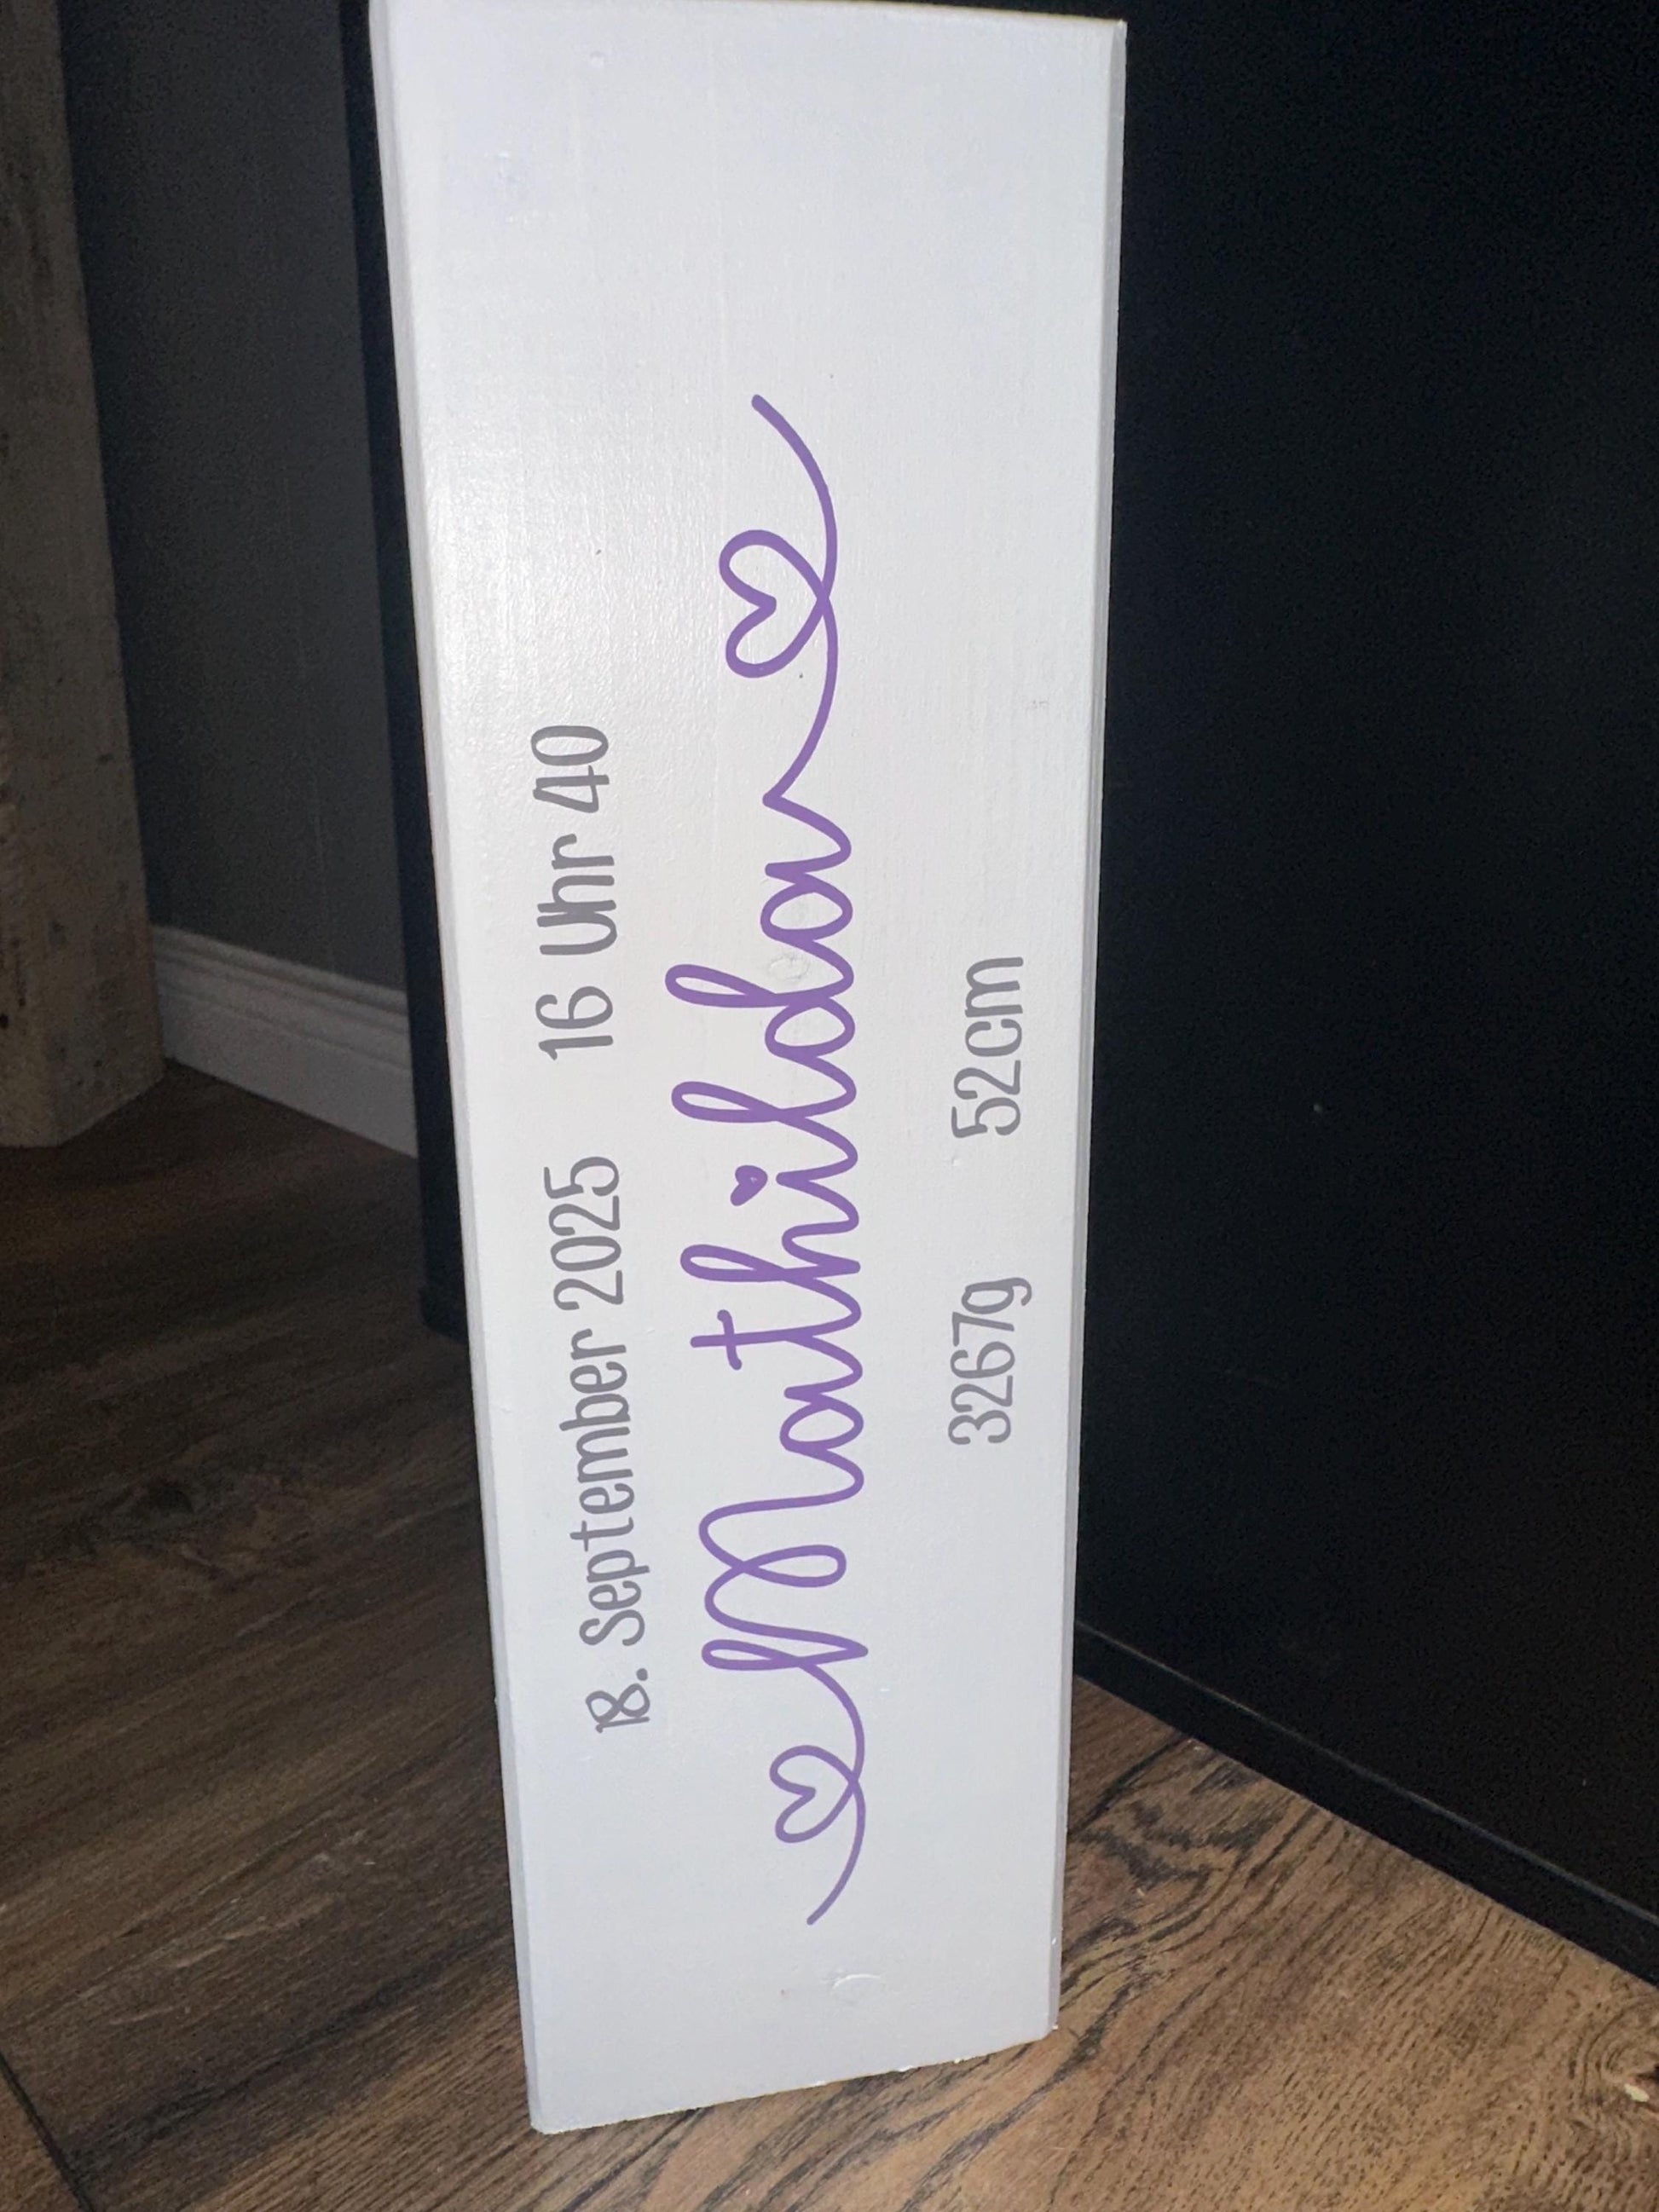 18. September 2025 16 Uhr 40
Mathilda
3267g 52cm